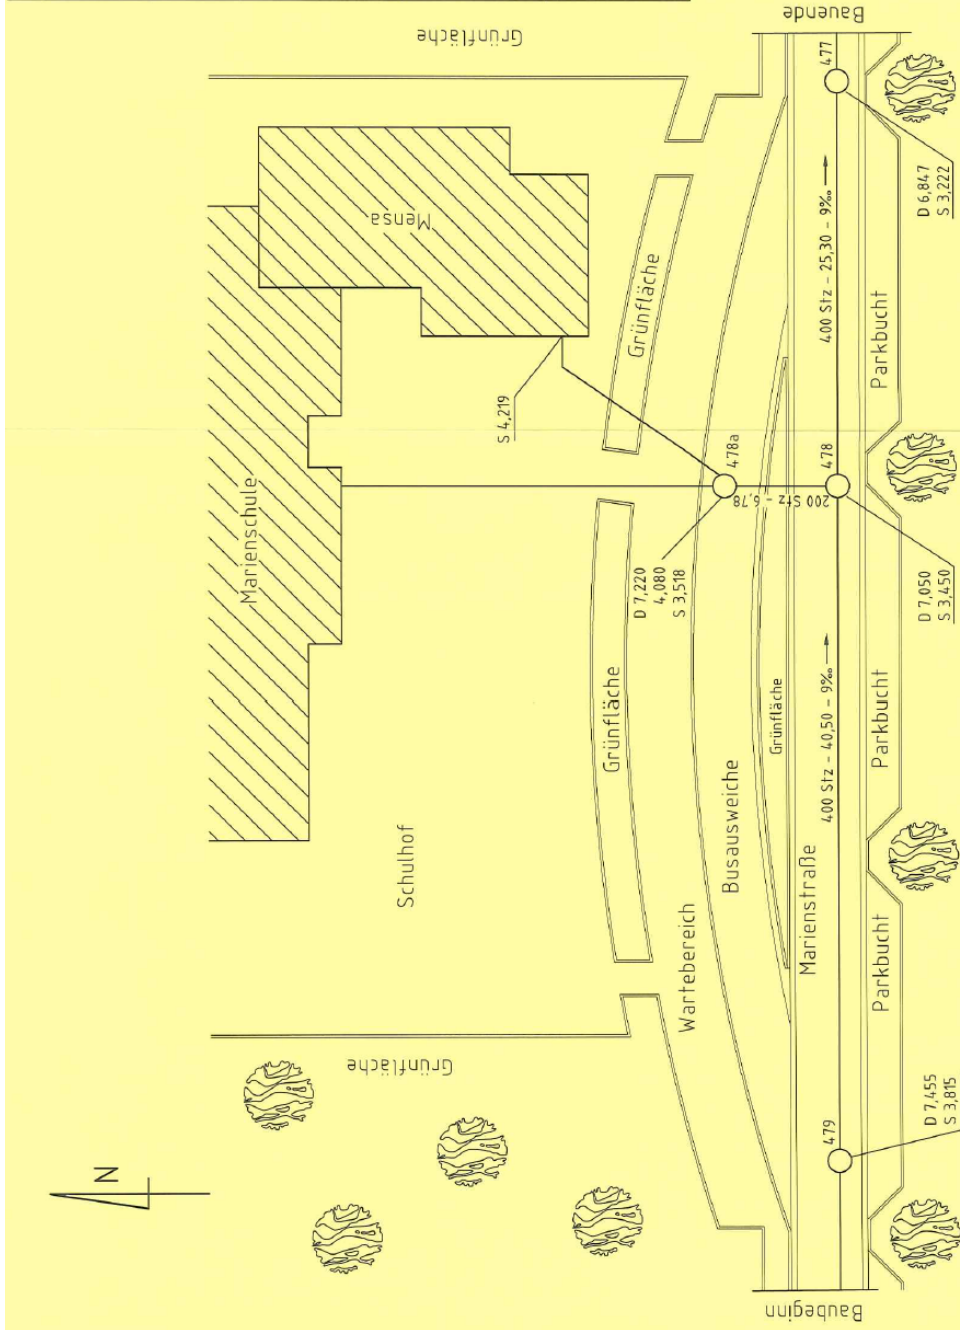 Bauende
Grünfläche
477
D 6,847
S 3,222
Mensa
400 Stz - 25,30 - 9‰
Grünfläche
Parkbucht
S 4,219
478a
478
Marienschule
200 Stz - 6,78
D 7,220
4,080
S 3,518
D 7,050
S 3,450
Grünfläche
Grünfläche
400 Stz - 40,50 - 9‰
Parkbucht
Schulhof
Busausweiche
Marienstraße
Wartebereich
Parkbucht
Grünfläche
479
D 7,455
S 3,815
N
Baubeginn